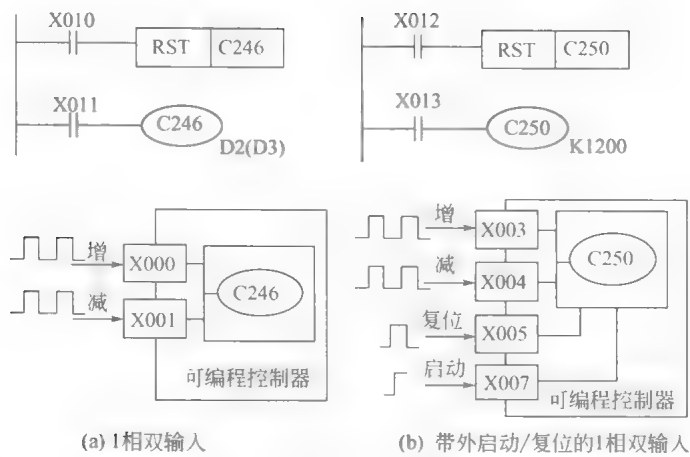 X010
RST C246
X011
C246
D2(D3)
X012
RST C250
X013
C250
K1200
增
X000
减
X001
C246
可编程控制器
增
X003
减
X004
复位
X005
启动
X007
C250
可编程控制器
(a) 1相双输入
(b) 带外启动/复位的1相双输入